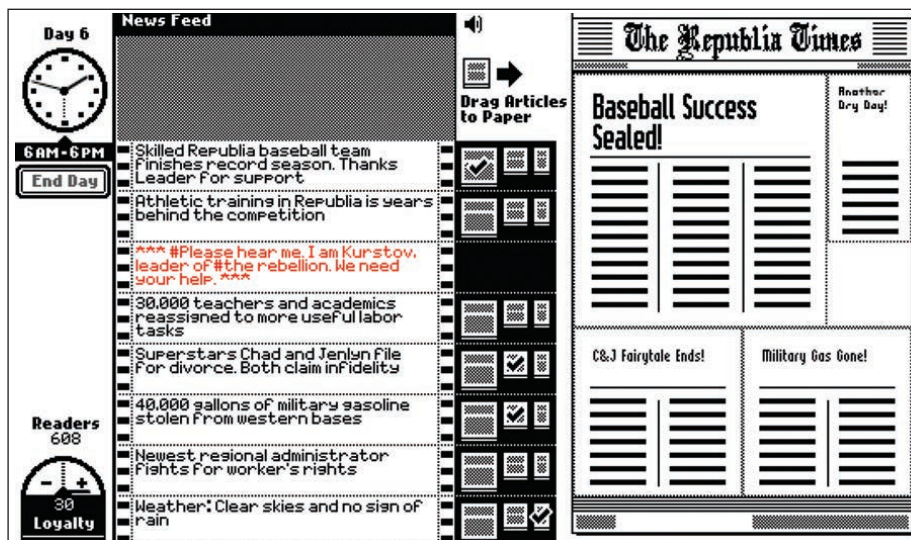 Day 6
6AM-6PM
End Day
Readers
608
- +
30
Loyalty
News Feed
Skilled Republia baseball team
finishes record season. Thanks
Leader for support
Athletic training in Republia is years
behind the competition
*** #Please hear me. I am Kurstov,
leader of #the rebellion. We need
your help. ***
30,000 teachers and academics
reassigned to more useful labor
tasks
Superstars Chad and Jenlyn file
for divorce. Both claim infidelity
40,000 gallons of military gasoline
stolen from western bases
Newest regional administrator
fights for worker's rights
Weather: Clear skies and no sign of
rain
Drag Articles
to Paper
The Republia Times
Baseball Success
Sealed!
Another
Dry Day!
C&J Fairytale Ends!
Military Gas Gone!